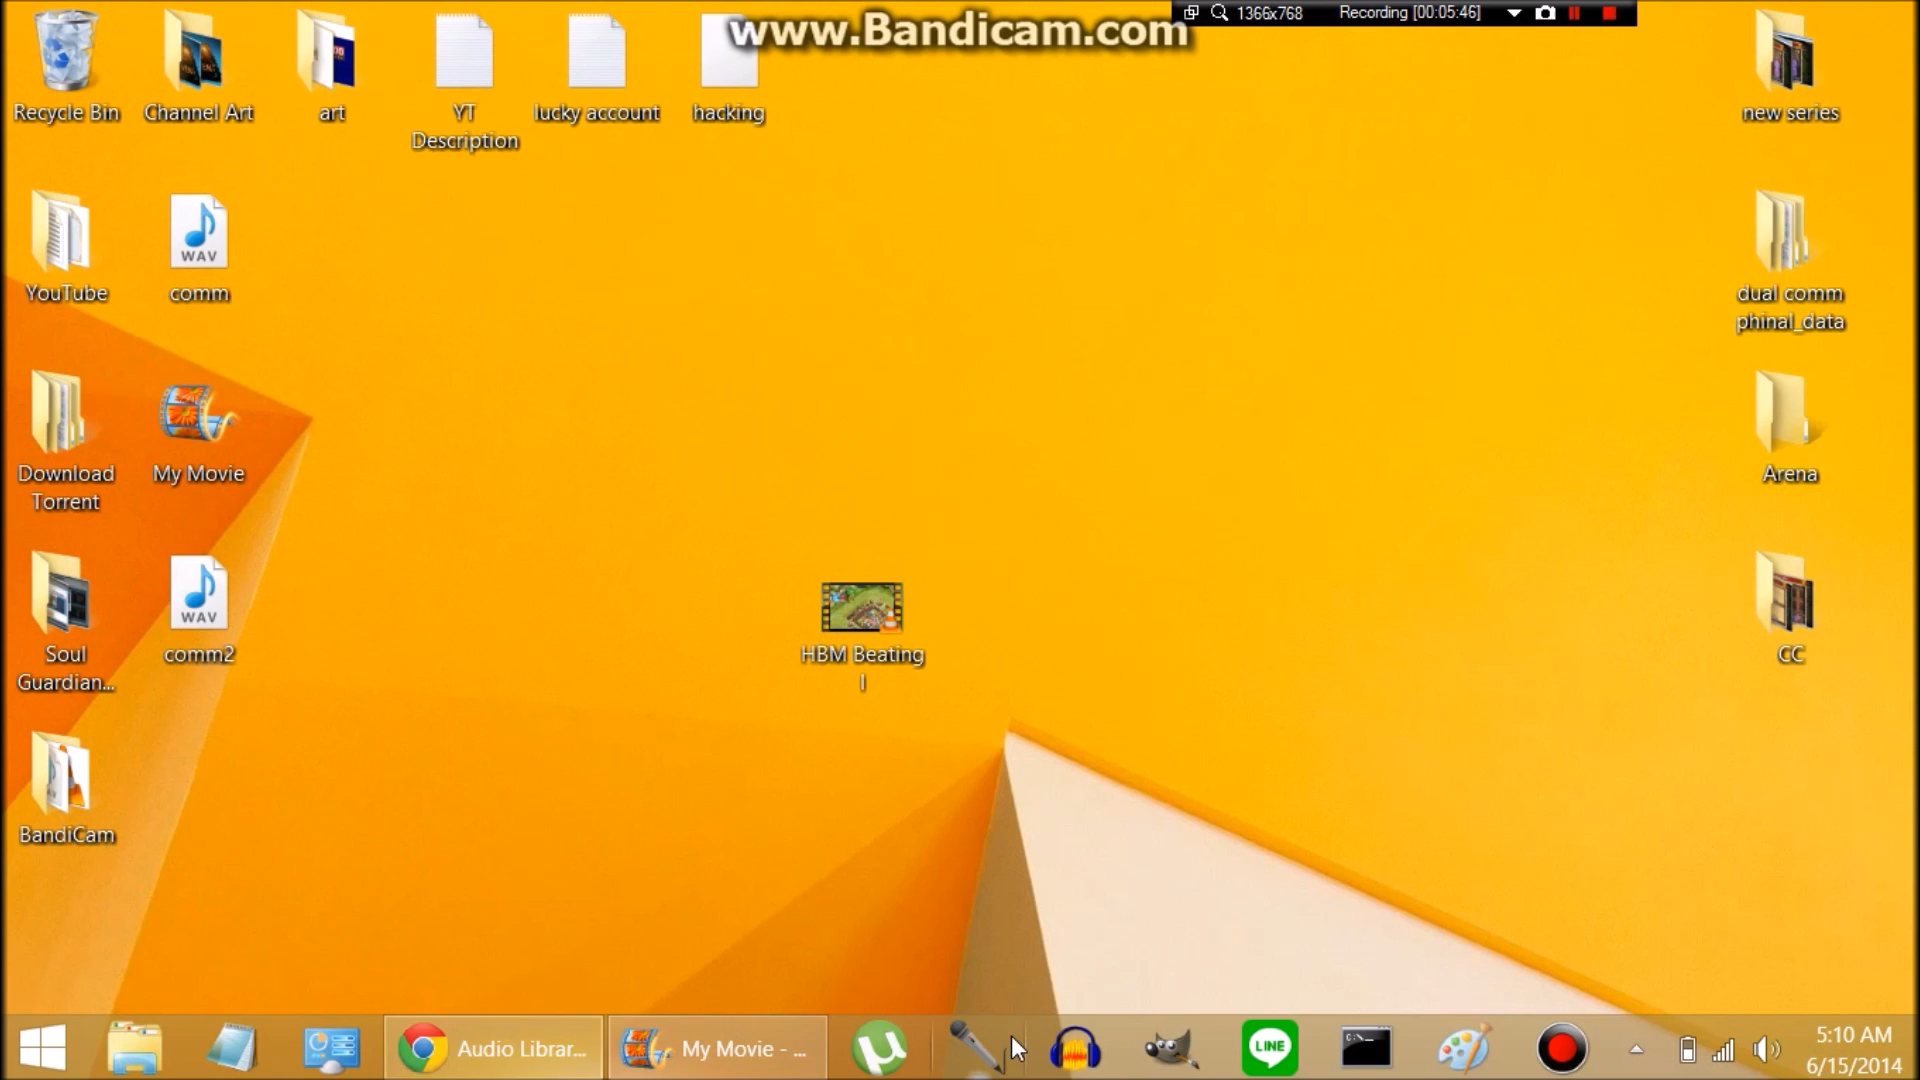 www.Bandicam.com
1366x768
Recording [00:05:46]
Recycle Bin
Channel Art
art
YT
Description
lucky account
hacking
new series
YouTube
WAV
comm
dual comm
phinal_data
Download
Torrent
My Movie
Arena
Soul
Guardian...
WAV
comm2
HBM Beating
I
CC
BandiCam
Audio Librar...
My Movie - ...
LINE
5:10 AM
6/15/2014